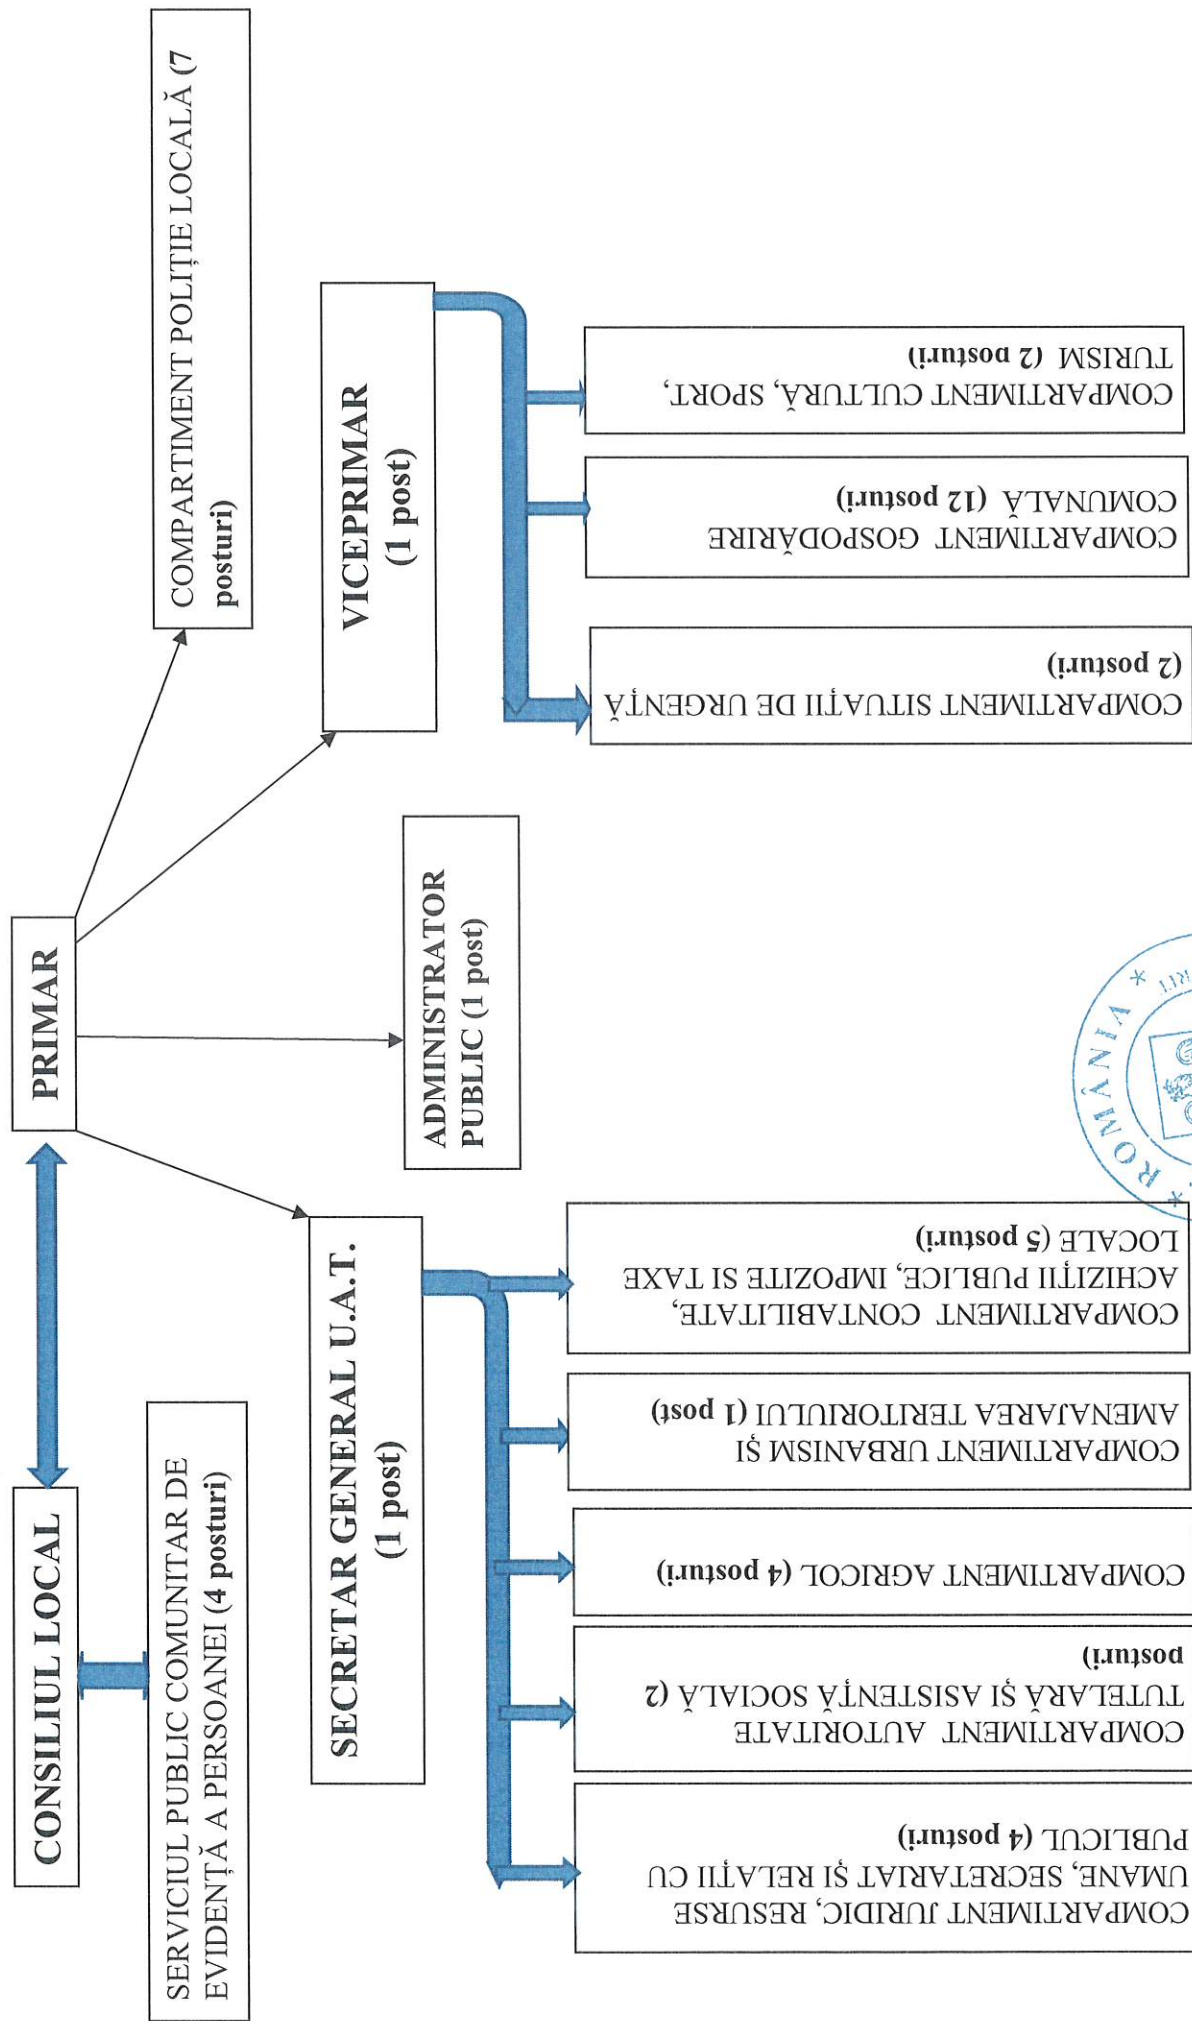 CONSILIUL LOCAL
PRIMAR
SERVICIUL PUBLIC COMUNITAR DE
EVIDENȚĂ A PERSOANEI (4 posturi)
COMPARTIMENT POLIȚIE LOCALĂ (7
posturi)
SECRETAR GENERAL U.A.T.
(1 post)
ADMINISTRATOR
PUBLIC (1 post)
VICEPRIMAR
(1 post)
COMPARTIMENT JURIDIC, RESURSE
UMANE, SECRETARIAT ȘI RELAȚII CU
PUBLICUL (4 posturi)
COMPARTIMENT AUTORITATE
TUTELARĂ ȘI ASISTENȚĂ SOCIALĂ (2
posturi)
COMPARTIMENT AGRICOL (4 posturi)
COMPARTIMENT URBANISM ȘI
AMENAJAREA TERITORIULUI (1 post)
COMPARTIMENT CONTABILITATE,
ACHIZIȚII PUBLICE, IMPOZITE SI TAXE
LOCALE (5 posturi)
COMPARTIMENT SITUAȚII DE URGENȚĂ
(2 posturi)
COMPARTIMENT GOSPODĂRIRE
COMUNALĂ (12 posturi)
COMPARTIMENT CULTURĂ, SPORT,
TURISM (2 posturi)
* ROMÂNIA *